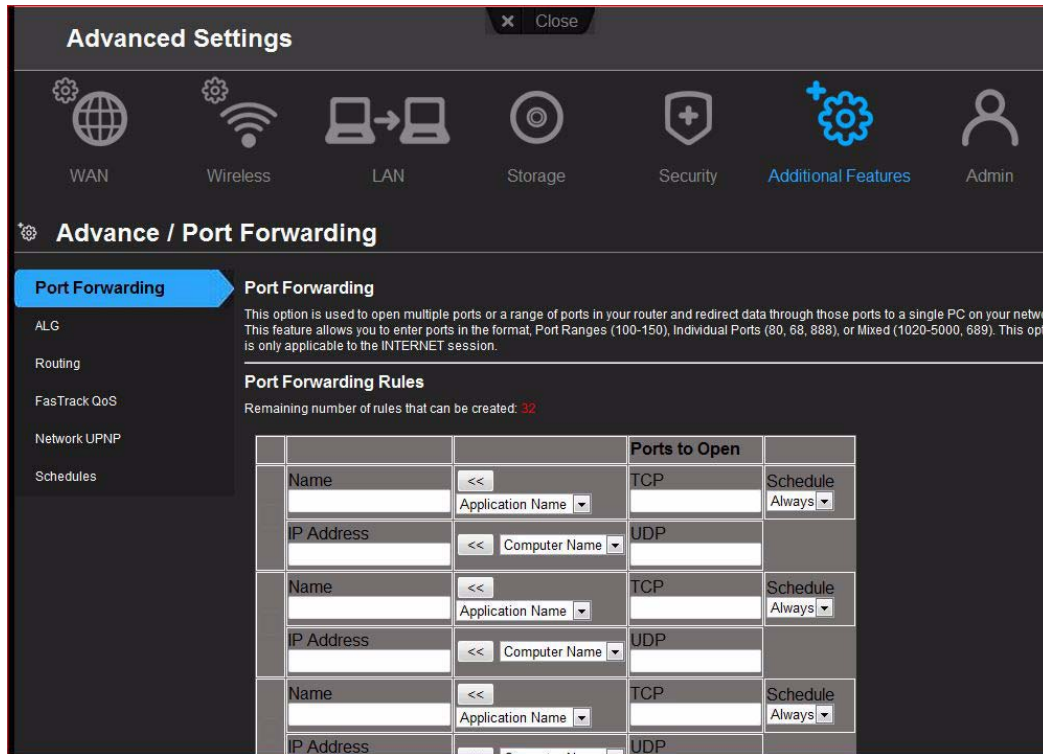 × Close
Advanced Settings
WAN
Wireless
LAN
Storage
Security
Additional Features
Admin
Advance / Port Forwarding
Port Forwarding
ALG
Routing
FasTrack QoS
Network UPNP
Schedules
Port Forwarding
This option is used to open multiple ports or a range of ports in your router and redirect data through those ports to a single PC on your netw
This feature allows you to enter ports in the format, Port Ranges (100-150), Individual Ports (80, 68, 888), or Mixed (1020-5000, 689). This opt
is only applicable to the INTERNET session.
Port Forwarding Rules
Remaining number of rules that can be created: 32
Ports to Open
Name << TCP Schedule
Application Name Always
IP Address << Computer Name UDP
Name << TCP Schedule
Application Name Always
IP Address << Computer Name UDP
Name << TCP Schedule
Application Name Always
IP Address UDP